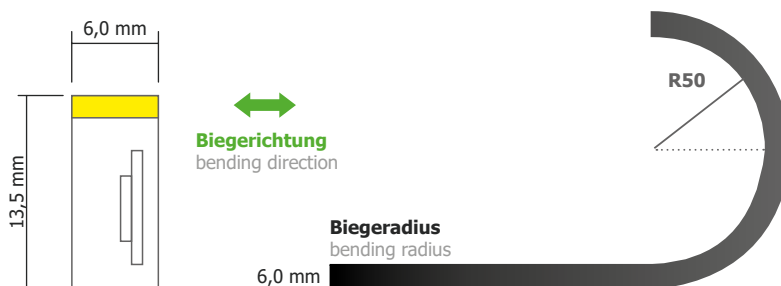 6,0 mm
13,5 mm
Biegerichtung
bending direction
R50
Biegeradius
bending radius
6,0 mm